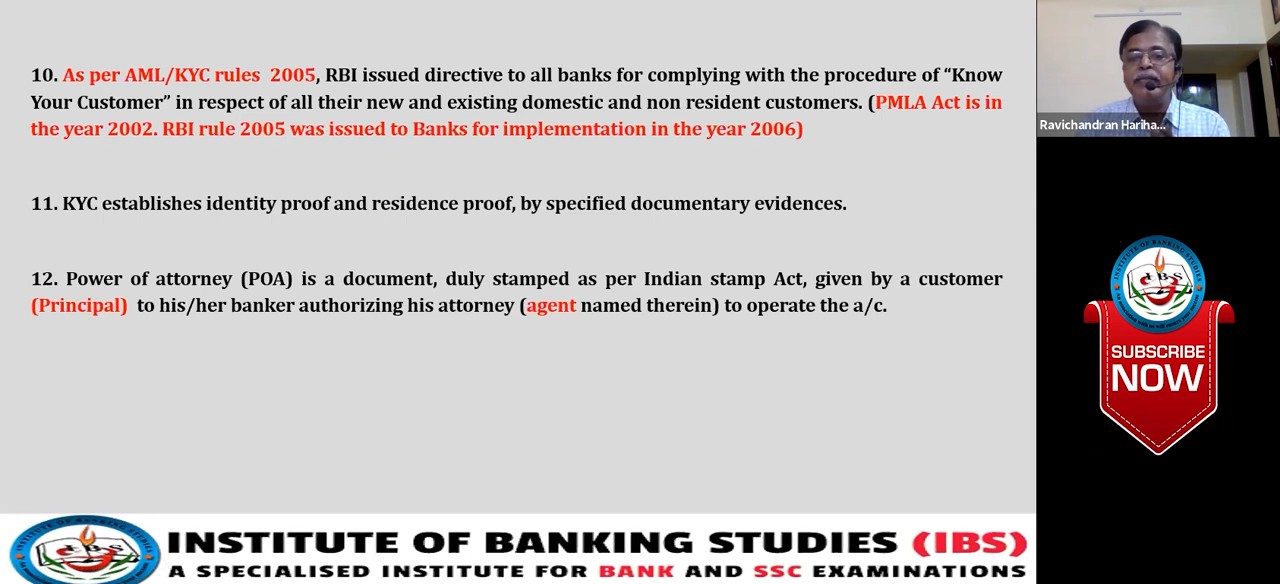 10. As per AML/KYC rules 2005, RBI issued directive to all banks for complying with the procedure of “Know
Your Customer” in respect of all their new and existing domestic and non resident customers. (PMLA Act is in
the year 2002. RBI rule 2005 was issued to Banks for implementation in the year 2006)
11. KYC establishes identity proof and residence proof, by specified documentary evidences.
12. Power of attorney (POA) is a document, duly stamped as per Indian stamp Act, given by a customer
(Principal) to his/her banker authorizing his attorney (agent named therein) to operate the a/c.
INSTITUTE OF BANKING STUDIES (IBS)
A SPECIALISED INSTITUTE FOR BANK AND SSC EXAMINATIONS
Ravichandran Hariha...
INSTITUTE OF BANKING STUDIES
IBS
SUBSCRIBE
NOW